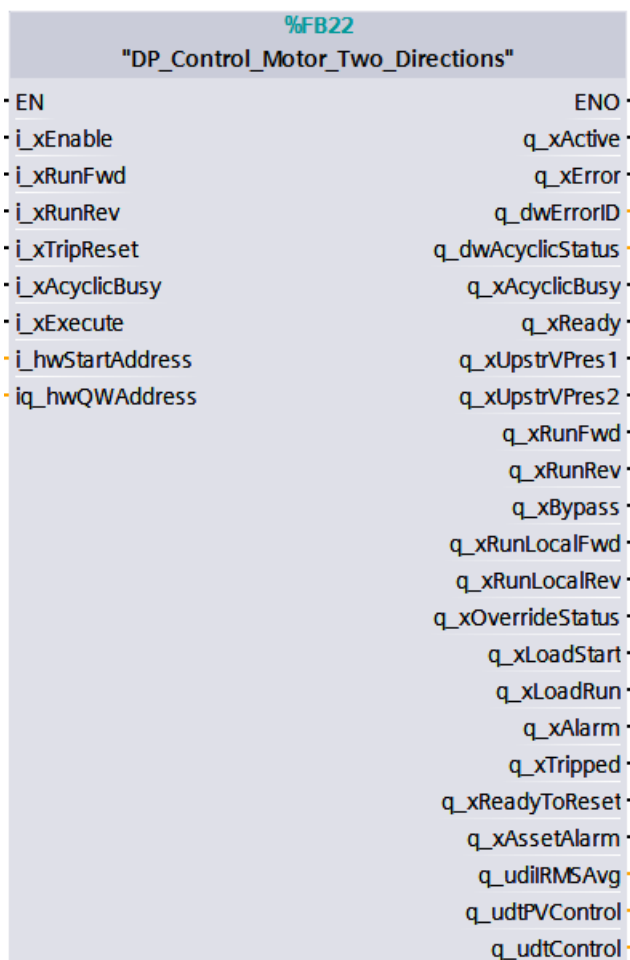 %FB22
"DP_Control_Motor_Two_Directions"
EN ENO
i_xEnable q_xActive
i_xRunFwd q_xError
i_xRunRev q_dwErrorID
i_xTripReset q_dwAcyclicStatus
i_xAcyclicBusy q_xAcyclicBusy
i_xExecute q_xReady
i_hwStartAddress q_xUpstrVPres1
iq_hwQWAddress q_xUpstrVPres2
q_xRunFwd
q_xRunRev
q_xBypass
q_xRunLocalFwd
q_xRunLocalRev
q_xOverrideStatus
q_xLoadStart
q_xLoadRun
q_xAlarm
q_xTripped
q_xReadyToReset
q_xAssetAlarm
q_udiIRMSAvg
q_udtPVControl
q_udtControl